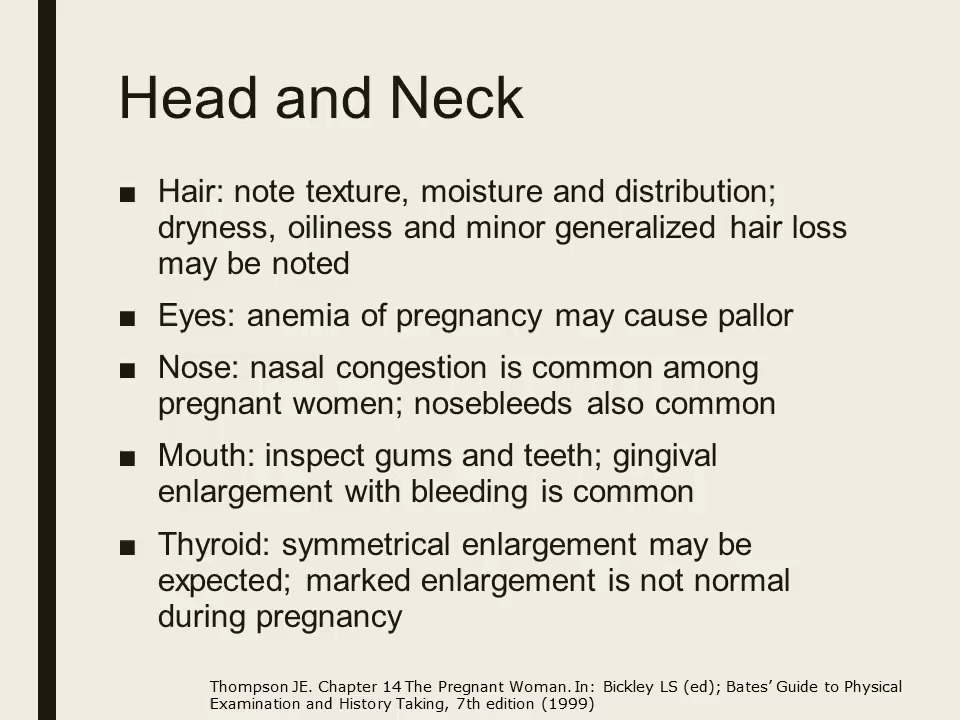 Head and Neck
■ Hair: note texture, moisture and distribution;
dryness, oiliness and minor generalized hair loss
may be noted
■ Eyes: anemia of pregnancy may cause pallor
■ Nose: nasal congestion is common among
pregnant women; nosebleeds also common
■ Mouth: inspect gums and teeth; gingival
enlargement with bleeding is common
■ Thyroid: symmetrical enlargement may be
expected; marked enlargement is not normal
during pregnancy
Thompson JE. Chapter 14 The Pregnant Woman. In: Bickley LS (ed); Bates’ Guide to Physical
Examination and History Taking, 7th edition (1999)